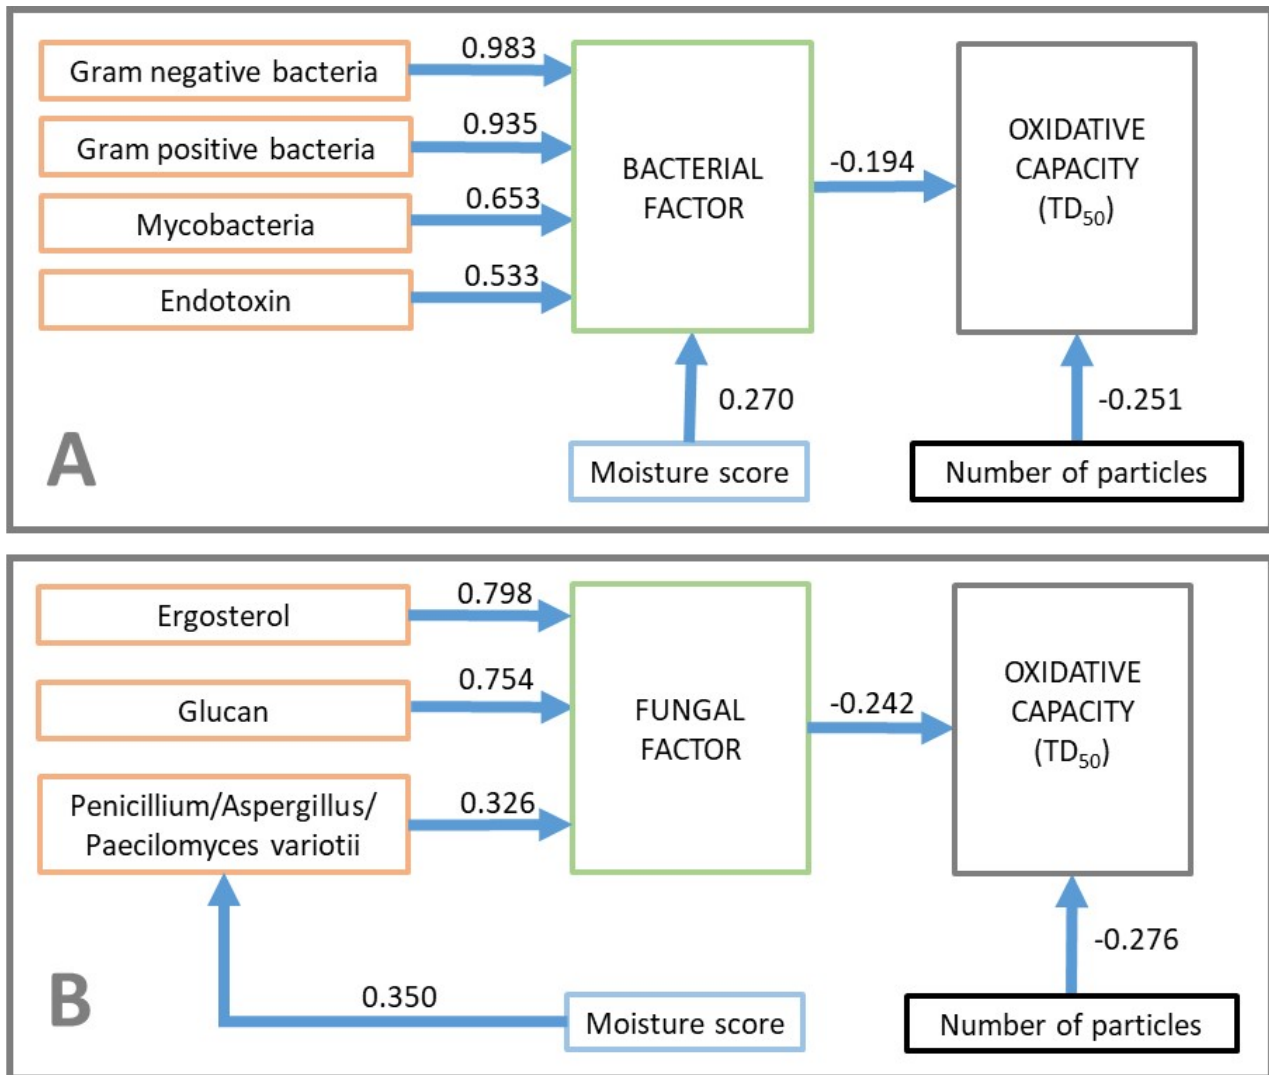 Gram negative bacteria
0.983
Gram positive bacteria
0.935
Mycobacteria
0.653
Endotoxin
0.533
BACTERIAL
FACTOR
-0.194
OXIDATIVE
CAPACITY
(TD50)
0.270
Moisture score
-0.251
Number of particles
A
Ergosterol
0.798
Glucan
0.754
Penicillium/Aspergillus/
Paecilomyces variotii
0.326
FUNGAL
FACTOR
-0.242
OXIDATIVE
CAPACITY
(TD50)
0.350
Moisture score
-0.276
Number of particles
B